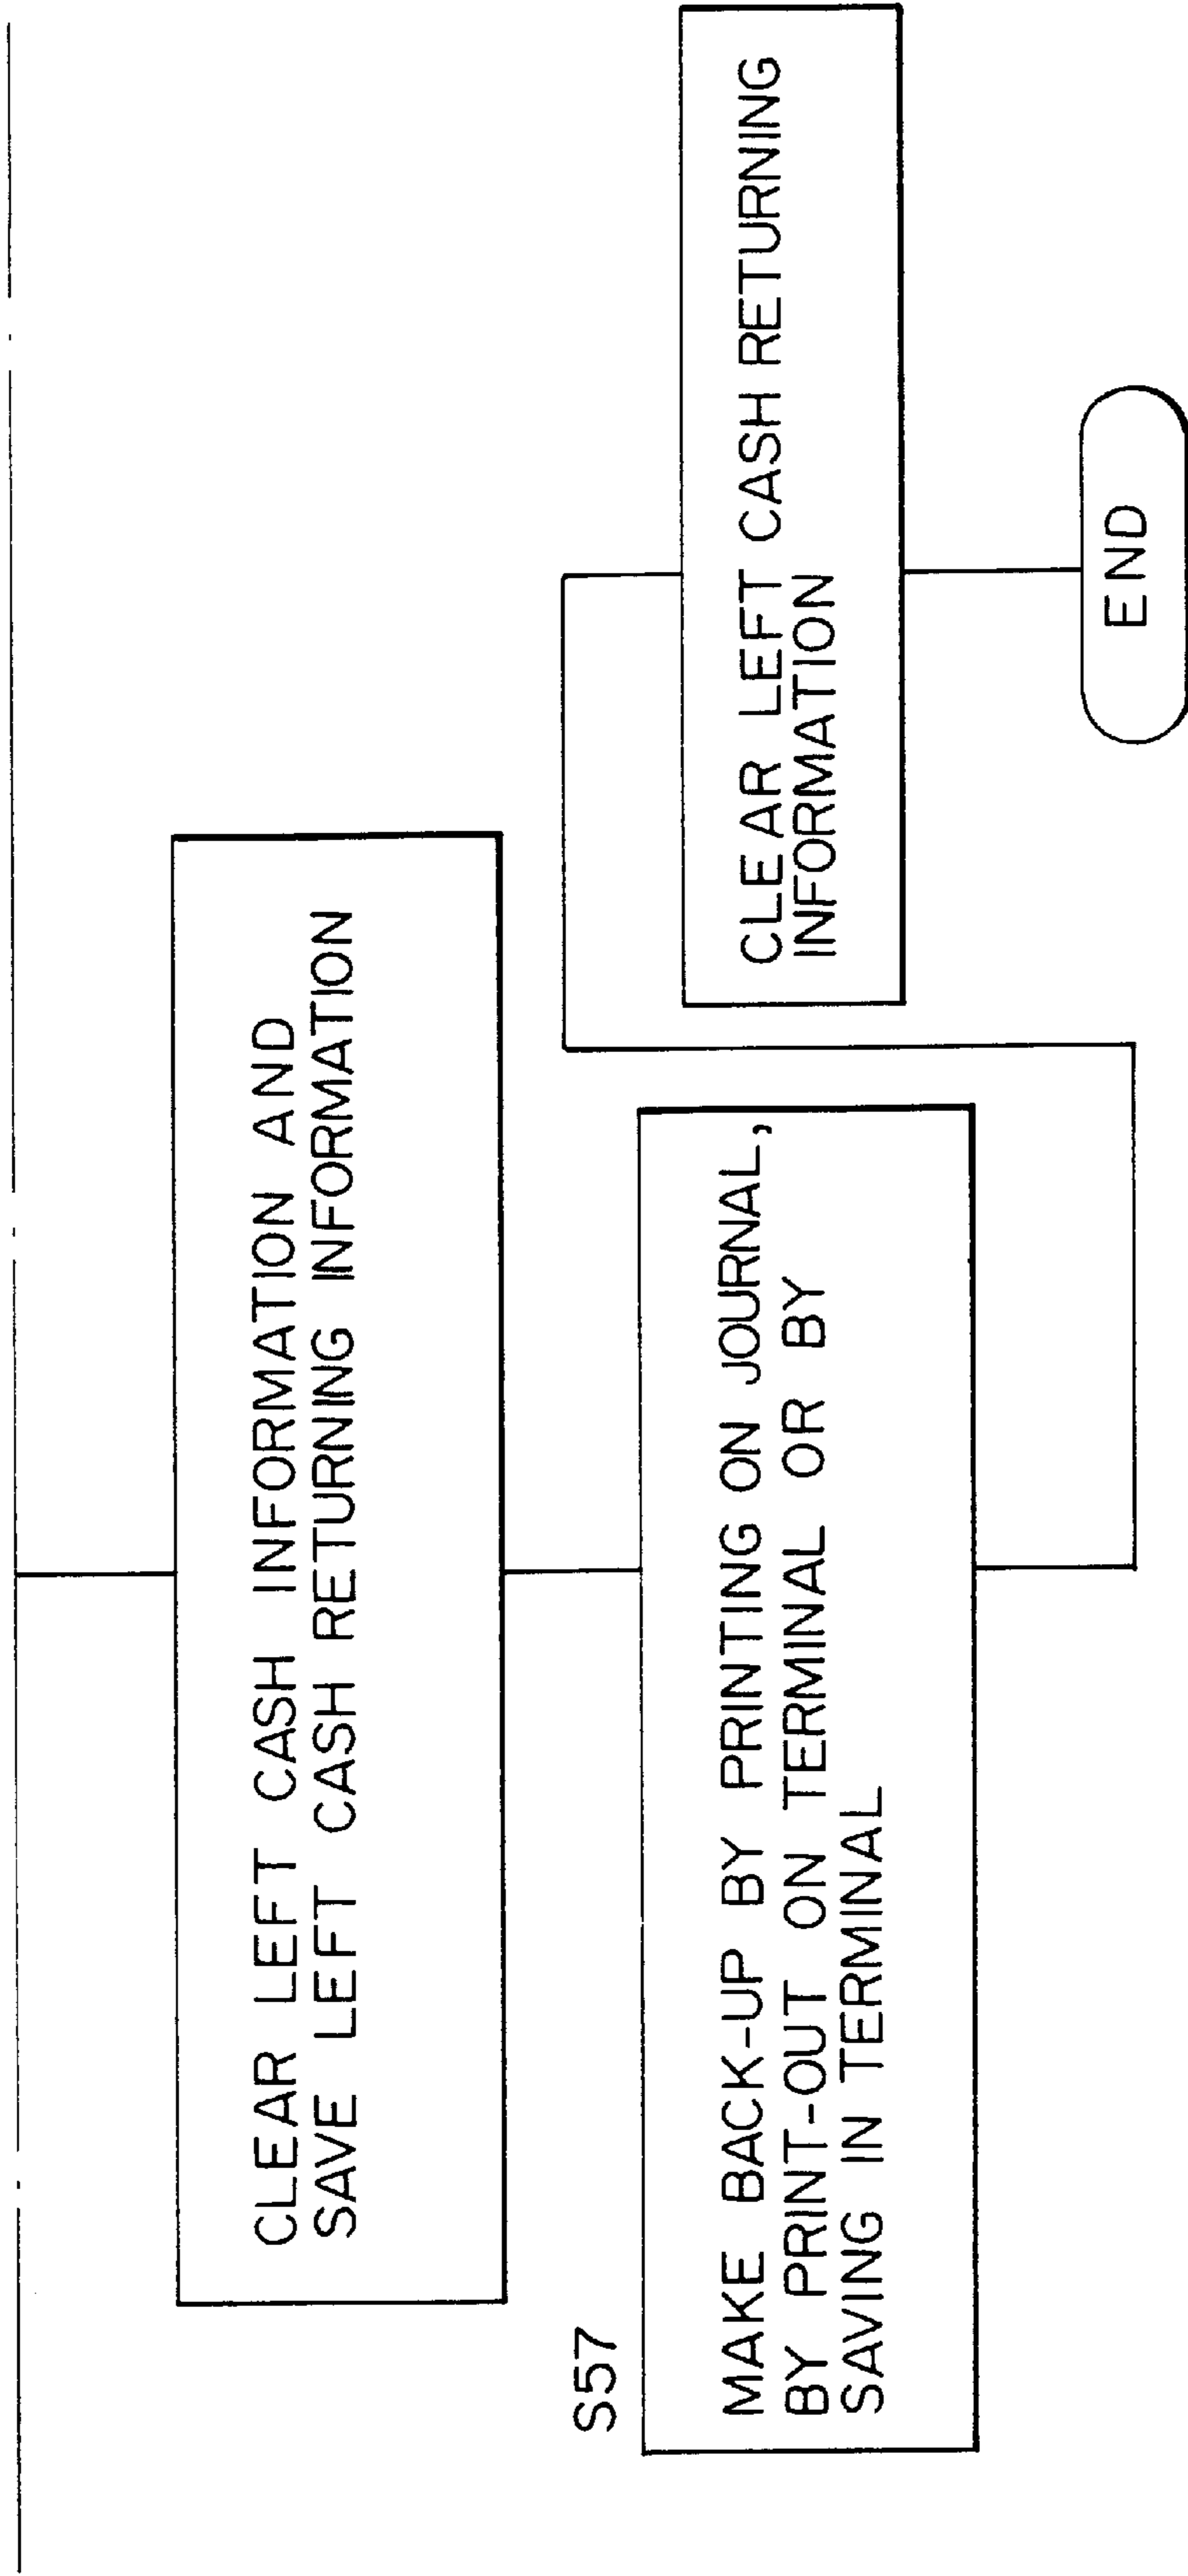 CLEAR LEFT CASH INFORMATION AND
SAVE LEFT CASH RETURNING INFORMATION
S57
MAKE BACK-UP BY PRINTING ON JOURNAL,
BY PRINT-OUT ON TERMINAL OR BY
SAVING IN TERMINAL
CLEAR LEFT CASH RETURNING
INFORMATION
END